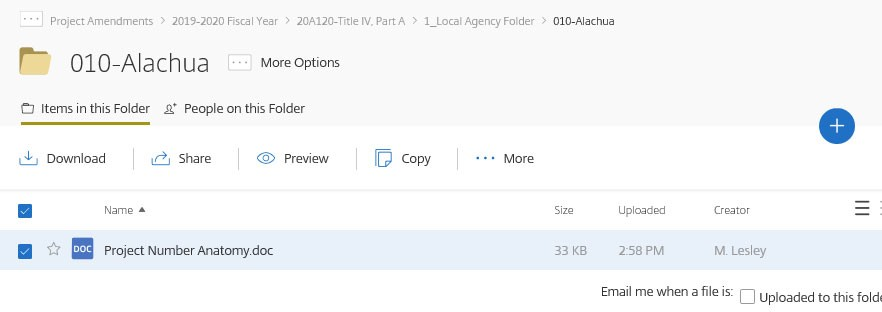 Project Amendments > 2019-2020 Fiscal Year > 20A120-Title IV, Part A > 1_Local Agency Folder > 010-Alachua
010-Alachua ... More Options
Items in this Folder People on this Folder
Download Share Preview Copy ... More
Name Size Uploaded Creator
DOC Project Number Anatomy.doc 33 KB 2:58 PM M. Lesley
Email me when a file is: Uploaded to this folde